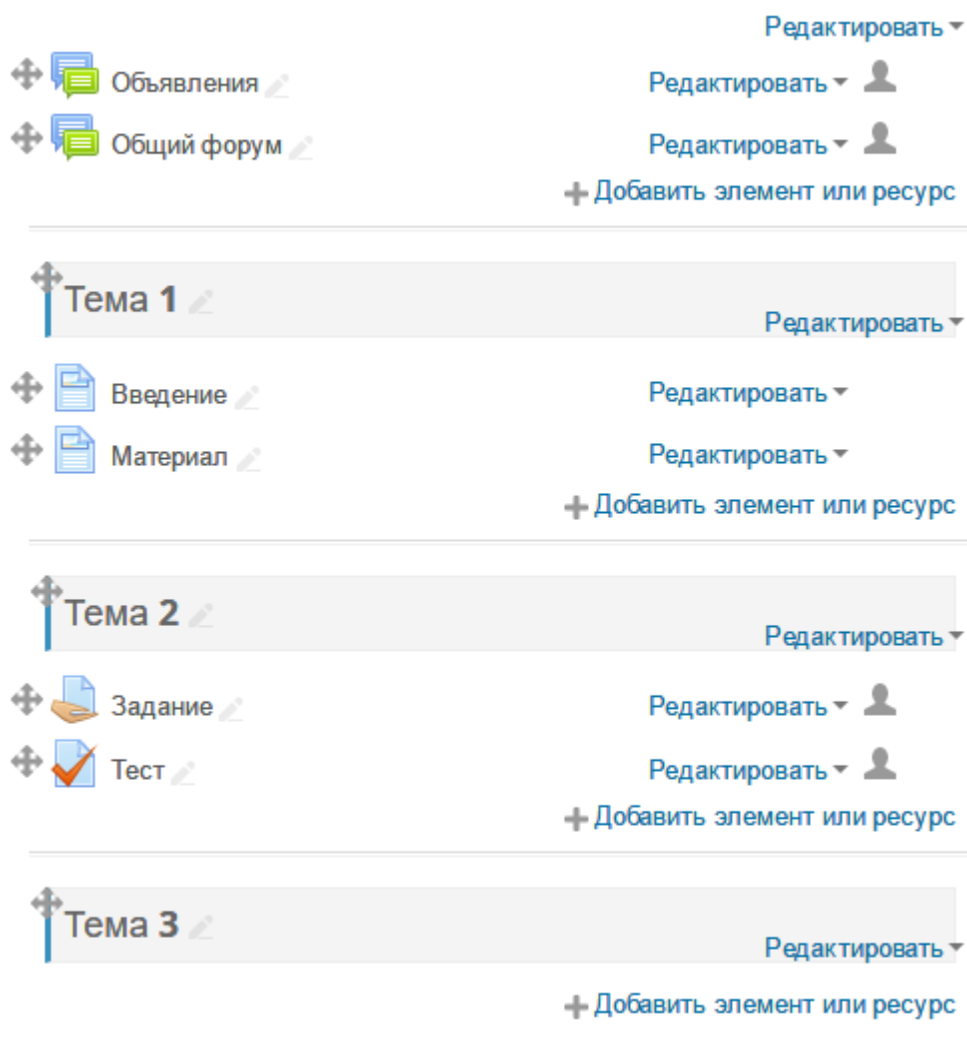 Редактировать
Объявления Редактировать
Общий форум Редактировать
Добавить элемент или ресурс
Тема 1
Редактировать
Введение Редактировать
Материал Редактировать
Добавить элемент или ресурс
Тема 2
Редактировать
Задание Редактировать
Тест Редактировать
Добавить элемент или ресурс
Тема 3
Редактировать
Добавить элемент или ресурс